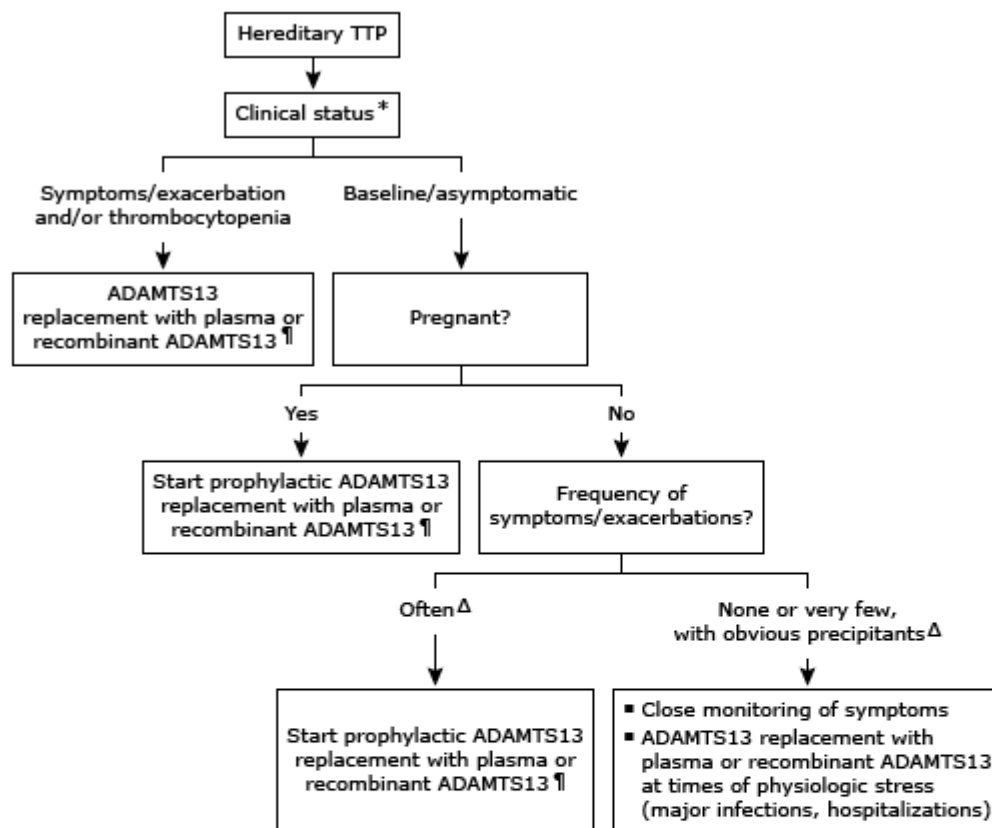 Hereditary TTP
Clinical status*
Symptoms/exacerbation
and/or thrombocytopenia
Baseline/asymptomatic
ADAMTS13
replacement with plasma or
recombinant ADAMTS13¶
Pregnant?
Yes
No
Start prophylactic ADAMTS13
replacement with plasma or
recombinant ADAMTS13¶
Frequency of
symptoms/exacerbations?
OftenΔ
None or very few,
with obvious precipitantsΔ
Start prophylactic ADAMTS13
replacement with plasma or
recombinant ADAMTS13¶
▪ Close monitoring of symptoms
▪ ADAMTS13 replacement with
plasma or recombinant ADAMTS13
at times of physiologic stress
(major infections, hospitalizations)